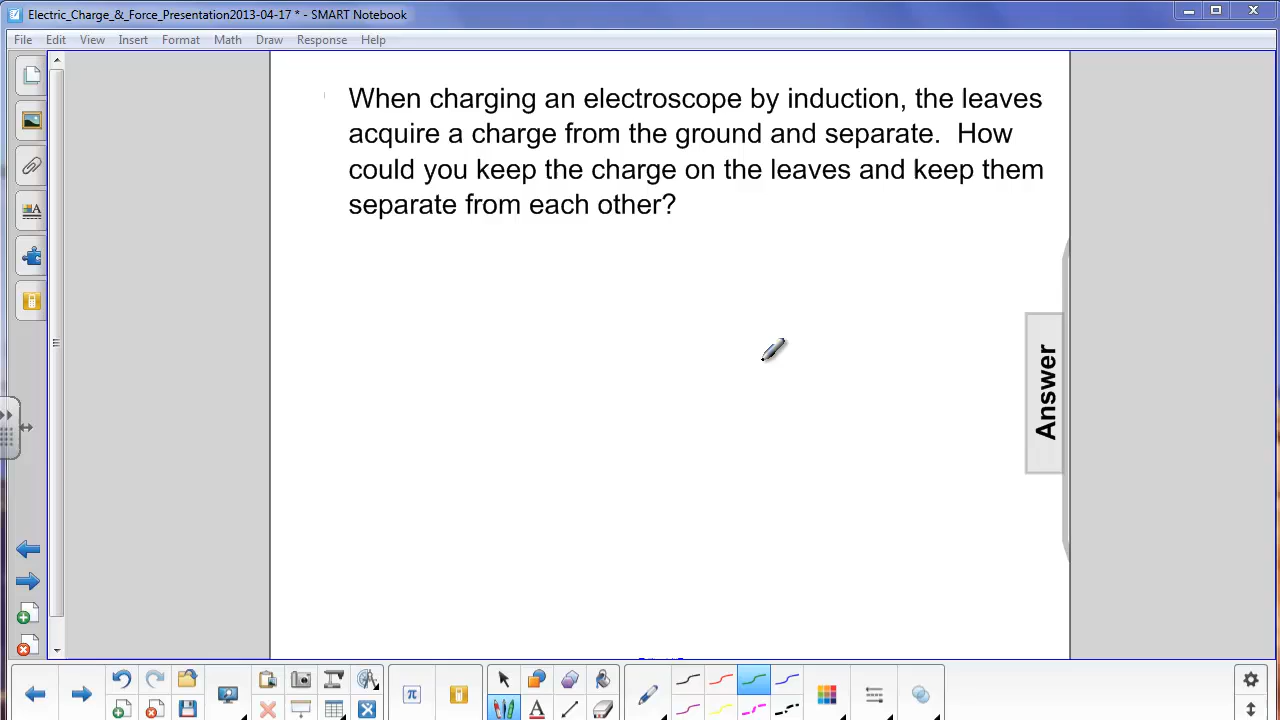 Electric_Charge_&_Force_Presentation2013-04-17 * - SMART Notebook
File Edit View Insert Format Math Draw Response Help
When charging an electroscope by induction, the leaves
acquire a charge from the ground and separate.  How
could you keep the charge on the leaves and keep them
separate from each other?
Answer